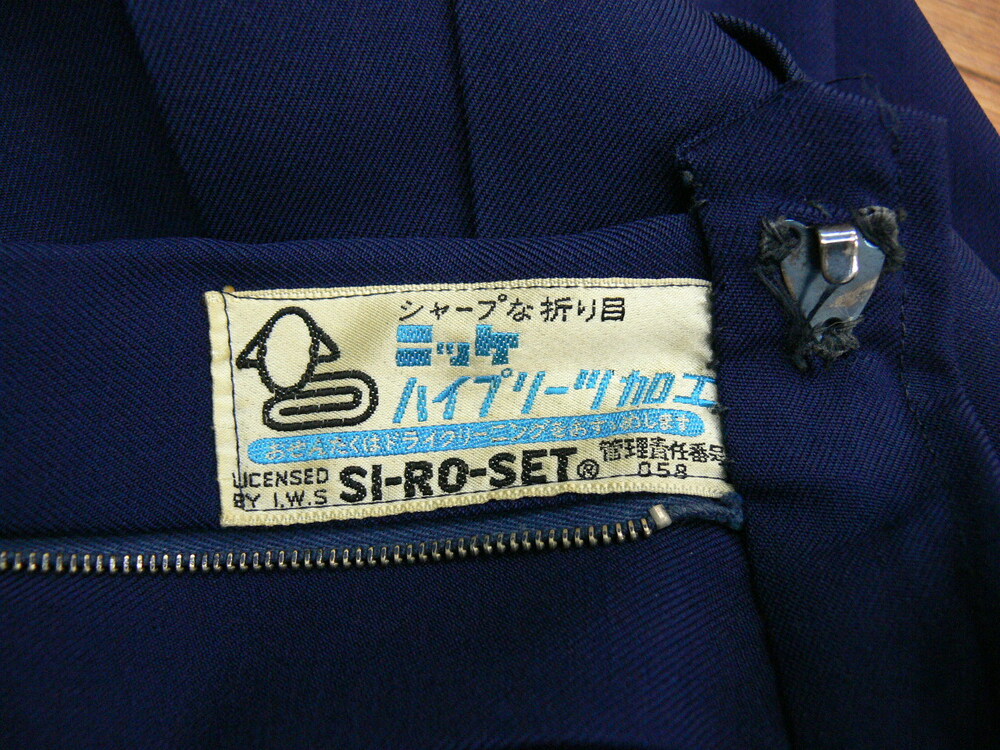 シャープな折り目
ニッケ
ハイプリーツ加工
おせんたくはドライクリーニングをおすすめします
LICENSED
BY I.W.S
SI-RO-SET®
管理責任番号
058